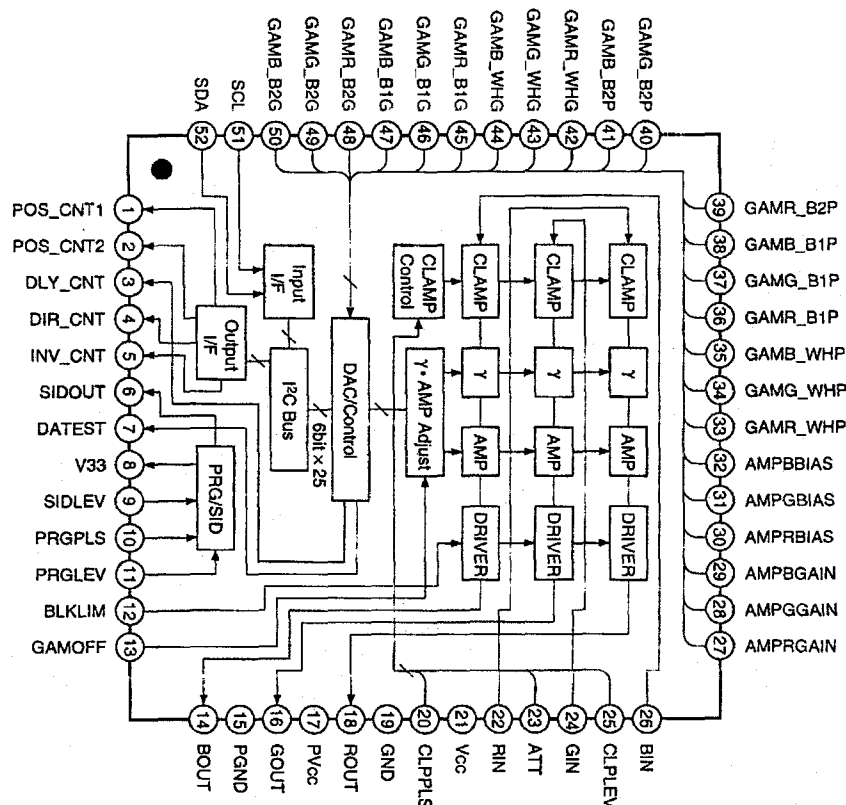 GAMG_B2P
GAMB_B2P
GAMR_WHG
GAMG_WHG
GAMB_WHG
GAMR_B1G
GAMG_B1G
GAMB_B1G
GAMR_B2G
GAMG_B2G
GAMB_B2G
SCL
SDA
52
51
50
49
48
47
46
45
44
43
42
41
40
POS_CNT1
1
POS_CNT2
2
DLY_CNT
3
DIR_CNT
4
INV_CNT
5
SIDOUT
6
DATEST
7
V33
8
SIDLEV
9
PRGPLS
10
PRGLEV
11
BLKLIM
12
GAMOFF
13
39
GAMR_B2P
38
GAMB_B1P
37
GAMG_B1P
36
GAMR_B1P
35
GAMB_WHP
34
GAMG_WHP
33
GAMR_WHP
32
AMPBBIAS
31
AMPGBIAS
30
AMPRBIAS
29
AMPBGAIN
28
AMPGGAIN
27
AMPRGAIN
Input
I/F
Output
I/F
I²C Bus
6bit × 25
DAC/Control
PRG/SID
CLAMP
Control
γ • AMP Adjust
CLAMP
CLAMP
CLAMP
γ
γ
γ
AMP
AMP
AMP
DRIVER
DRIVER
DRIVER
14
15
16
17
18
19
20
21
22
23
24
25
26
BOUT
PGND
GOUT
PVcc
ROUT
GND
CLPPLS
Vcc
RIN
ATT
GIN
CLPLEV
BIN